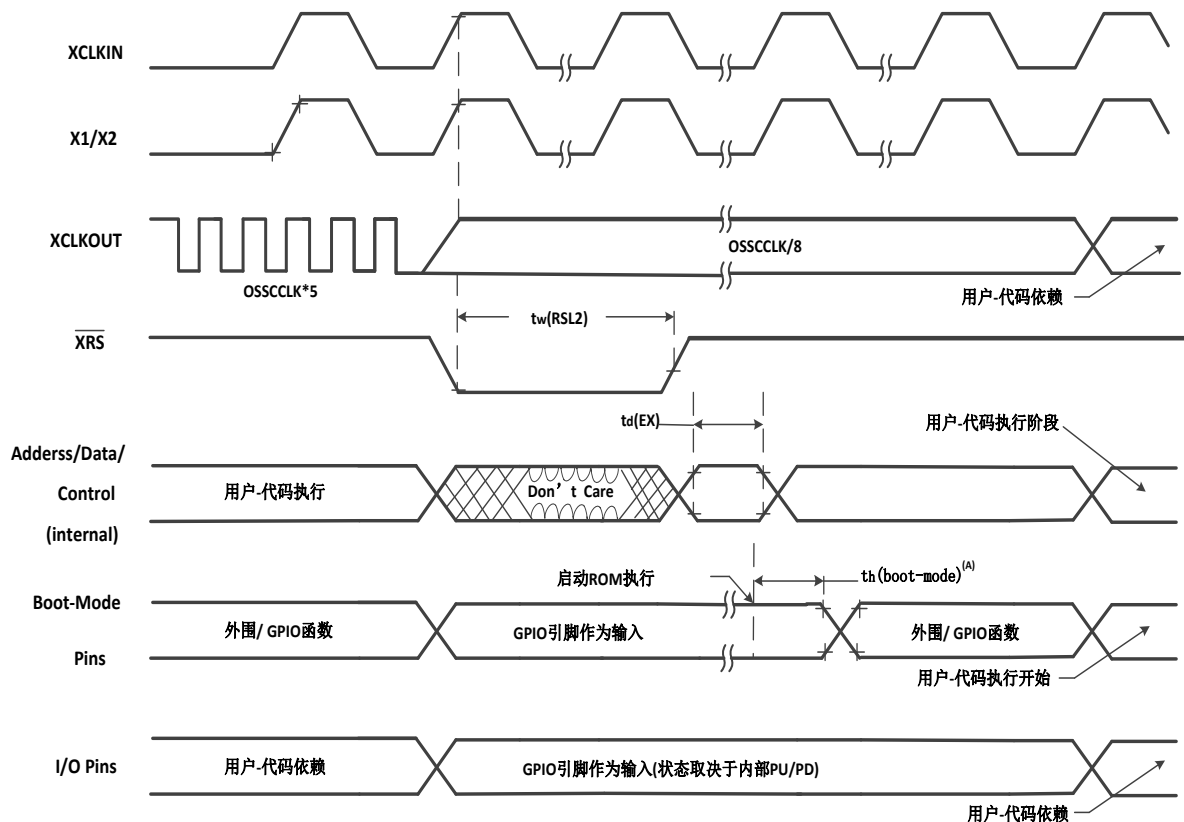 XCLKIN
X1/X2
XCLKOUT
OSSCCLK*5
OSSCCLK/8
用户-代码依赖
XRS
tw(RSL2)
td(EX)
用户-代码执行阶段
Adderss/Data/
Control
(internal)
用户-代码执行
Don't Care
启动ROM执行
th(boot-mode)(A)
Boot-Mode
Pins
外围/ GPIO函数
GPIO引脚作为输入
外围/ GPIO函数
用户-代码执行开始
I/O Pins
用户-代码依赖
GPIO引脚作为输入(状态取决于内部PU/PD)
用户-代码依赖